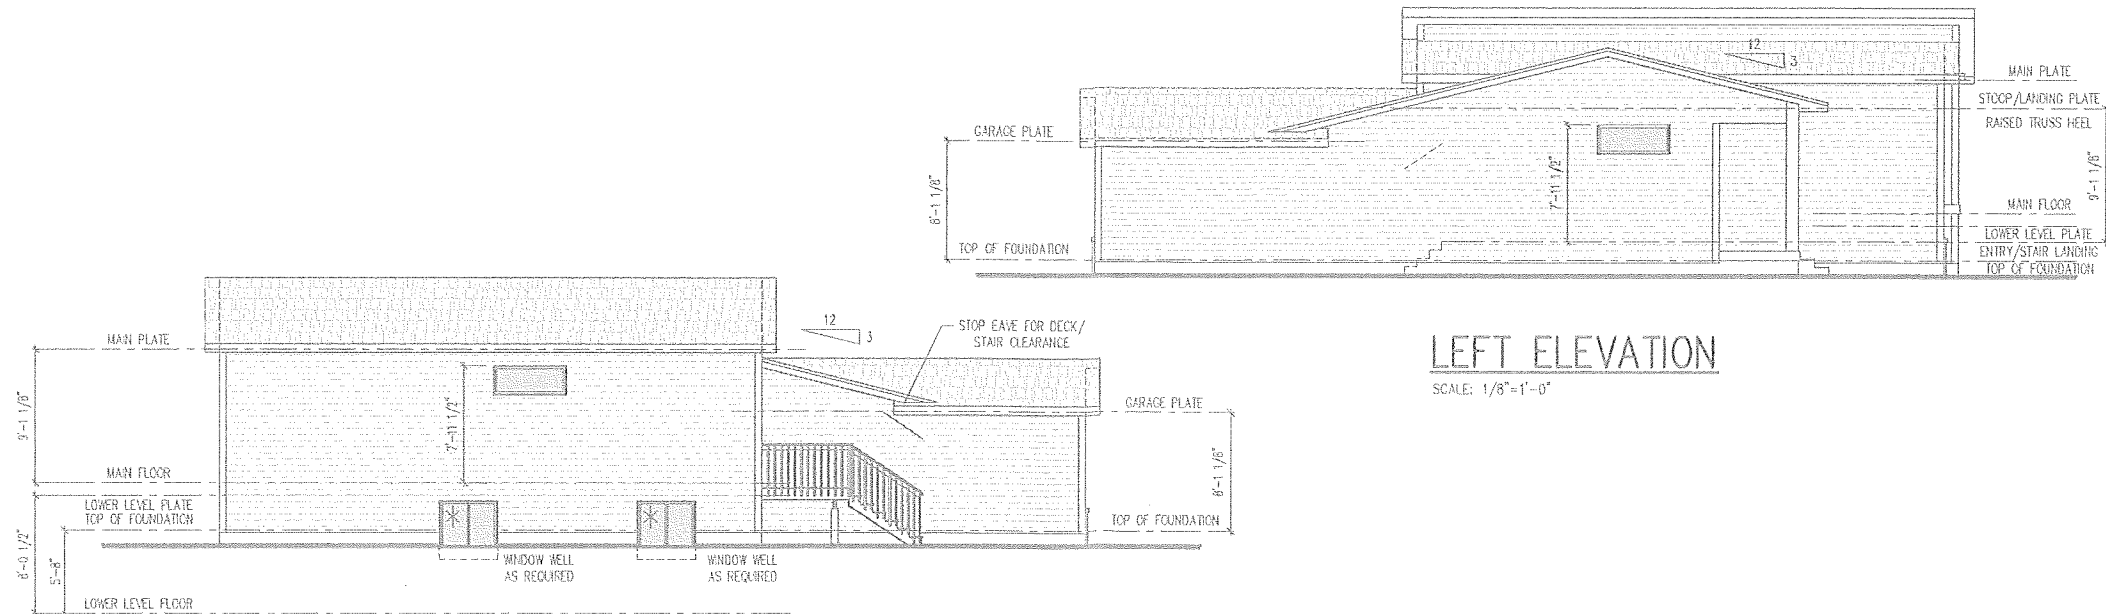 12
3
MAIN PLATE
STOOP/LANDING PLATE
RAISED TRUSS HEEL
GARAGE PLATE
8'-1 1/8"
7'-11 1/2"
9'-1 1/8"
MAIN FLOOR
LOWER LEVEL PLATE
ENTRY/STAIR LANDING
TOP OF FOUNDATION
TOP OF FOUNDATION
LEFT ELEVATION
SCALE: 1/8"=1'-0"
12
3
STOP EAVE FOR DECK/
STAIR CLEARANCE
MAIN PLATE
9'-1 1/8"
7'-11 1/2"
GARAGE PLATE
8'-1 1/8"
MAIN FLOOR
LOWER LEVEL PLATE
TOP OF FOUNDATION
TOP OF FOUNDATION
8'-0 1/2"
5'-8"
WINDOW WELL
AS REQUIRED
WINDOW WELL
AS REQUIRED
LOWER LEVEL FLOOR